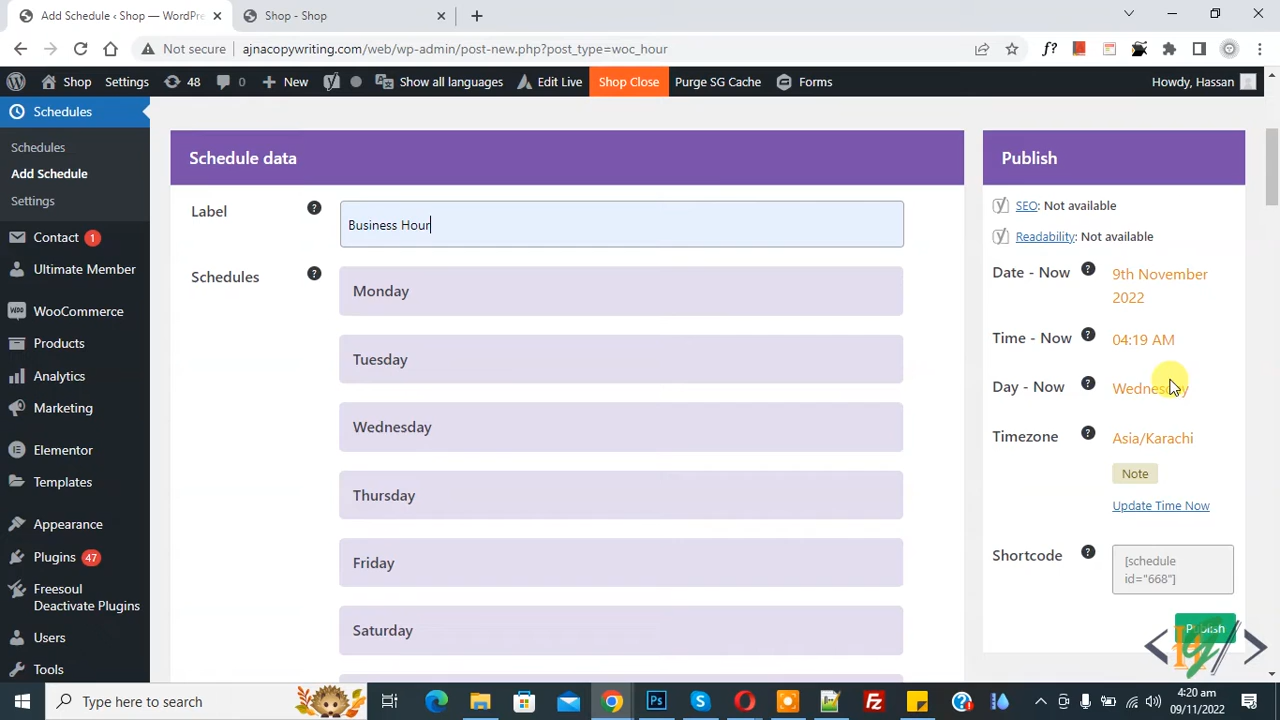 Add Schedule ‹ Shop — WordPre
Shop - Shop
Not secure
ajnacopywriting.com/web/wp-admin/post-new.php?post_type=woc_hour
Shop
Settings
48
0
New
Show all languages
Edit Live
Shop Close
Purge SG Cache
Forms
Howdy, Hassan
Schedules
Schedules
Add Schedule
Settings
Contact 1
Ultimate Member
WooCommerce
Products
Analytics
Marketing
Elementor
Templates
Appearance
Plugins 47
Freesoul
Deactivate Plugins
Users
Tools
Schedule data
Label
Business Hour
Schedules
Monday
Tuesday
Wednesday
Thursday
Friday
Saturday
Publish
SEO: Not available
Readability: Not available
Date - Now
9th November
2022
Time - Now
04:19 AM
Day - Now
Wednesday
Timezone
Asia/Karachi
Note
Update Time Now
Shortcode
[schedule
id="668"]
Publish
Type here to search
4:20 am
09/11/2022